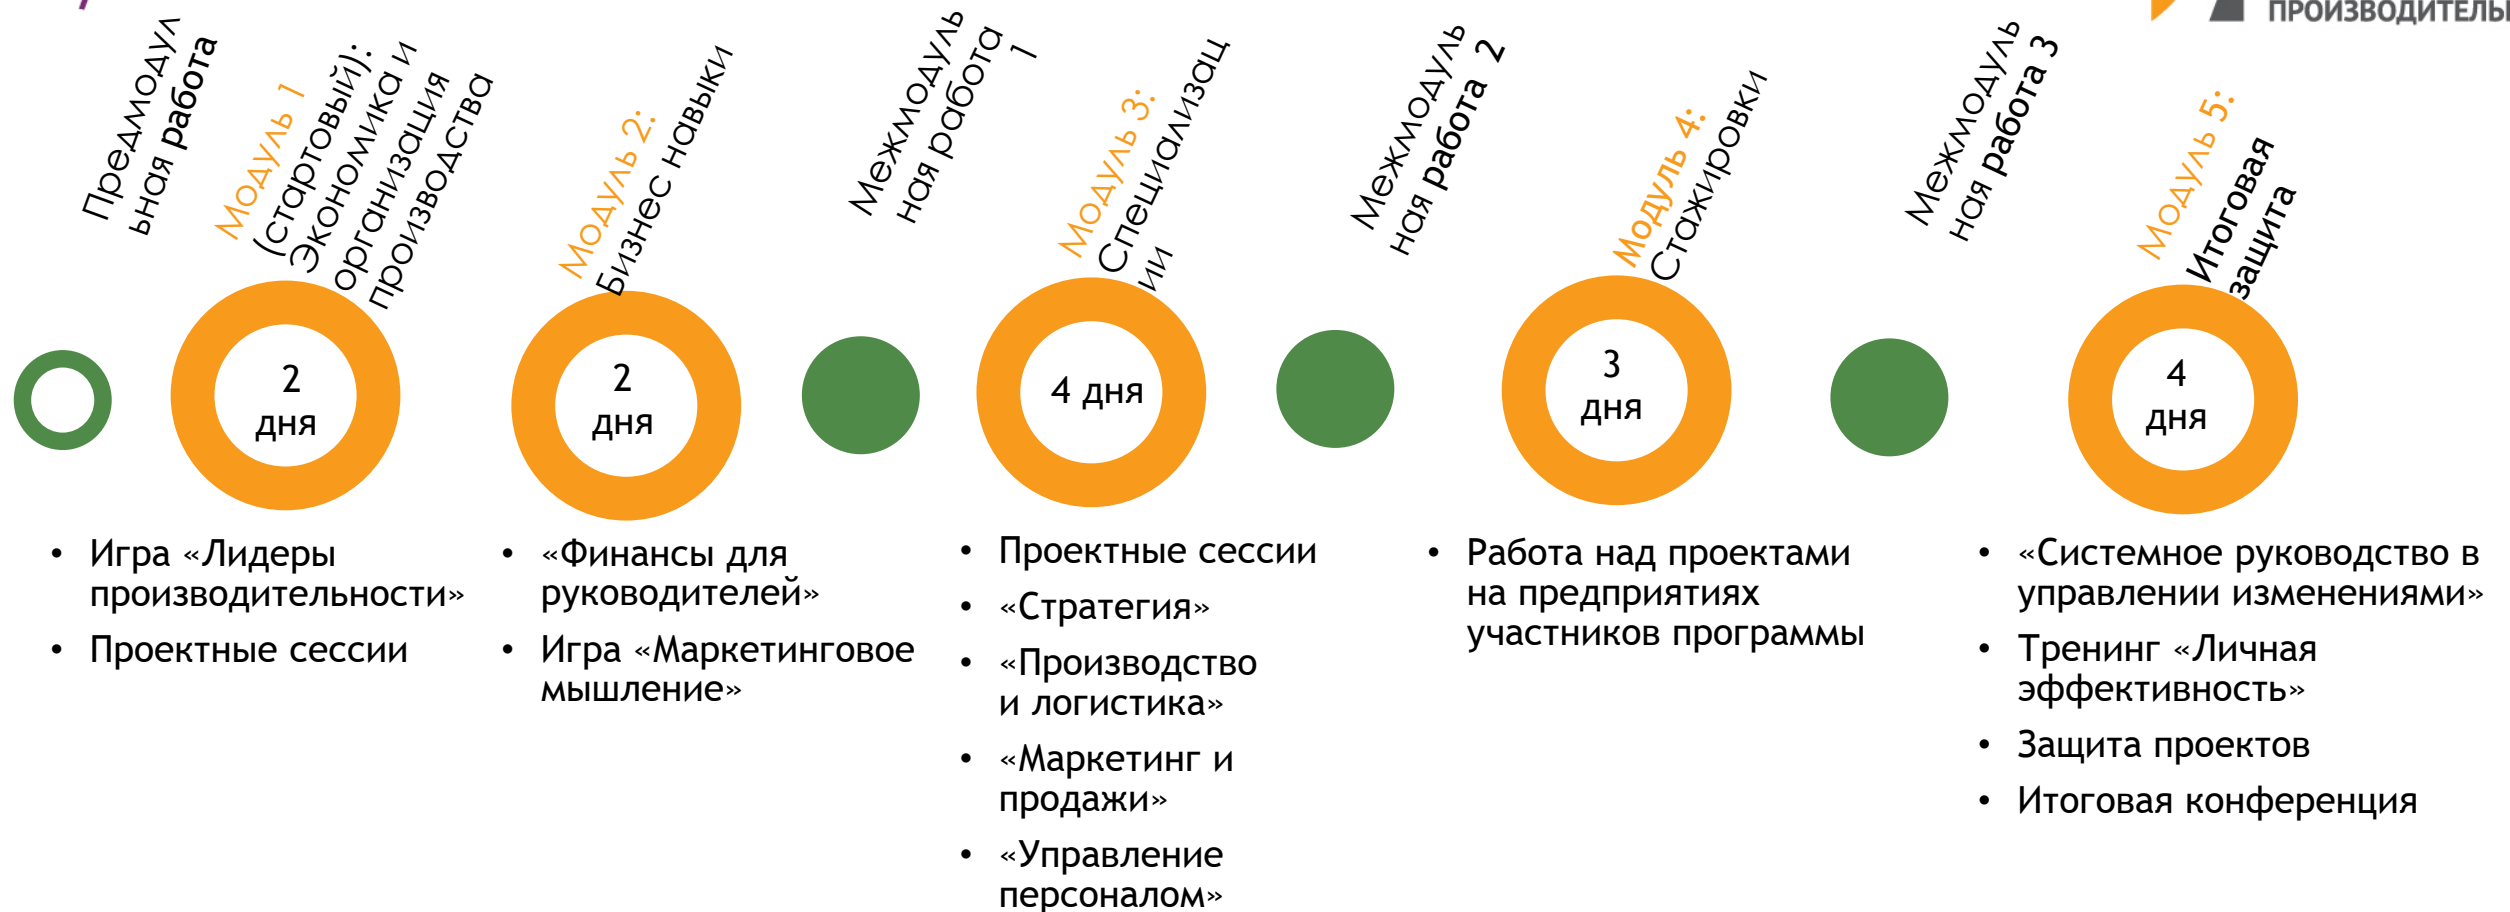 ПРОИЗВОДИТЕЛЬ
Предмодул
ьная работа
Модуль 1
(стартовый):
Экономика и
организация
производства
Модуль 2:
Бизнес навыки
Межмодуль
ная работа
1
Модуль 3:
Специализац
ии
Межмодуль
ная работа 2
Модуль 4:
Стажировки
Межмодуль
ная работа 3
Модуль 5:
Итоговая
защита
2
дня
2
дня
4 дня
3
дня
4
дня
• Игра «Лидеры
производительности»
• Проектные сессии
• «Финансы для
руководителей»
• Игра «Маркетинговое
мышление»
• Проектные сессии
• «Стратегия»
• «Производство
и логистика»
• «Маркетинг и
продажи»
• «Управление
персоналом»
• Работа над проектами
на предприятиях
участников программы
• «Системное руководство в
управлении изменениями»
• Тренинг «Личная
эффективность»
• Защита проектов
• Итоговая конференция